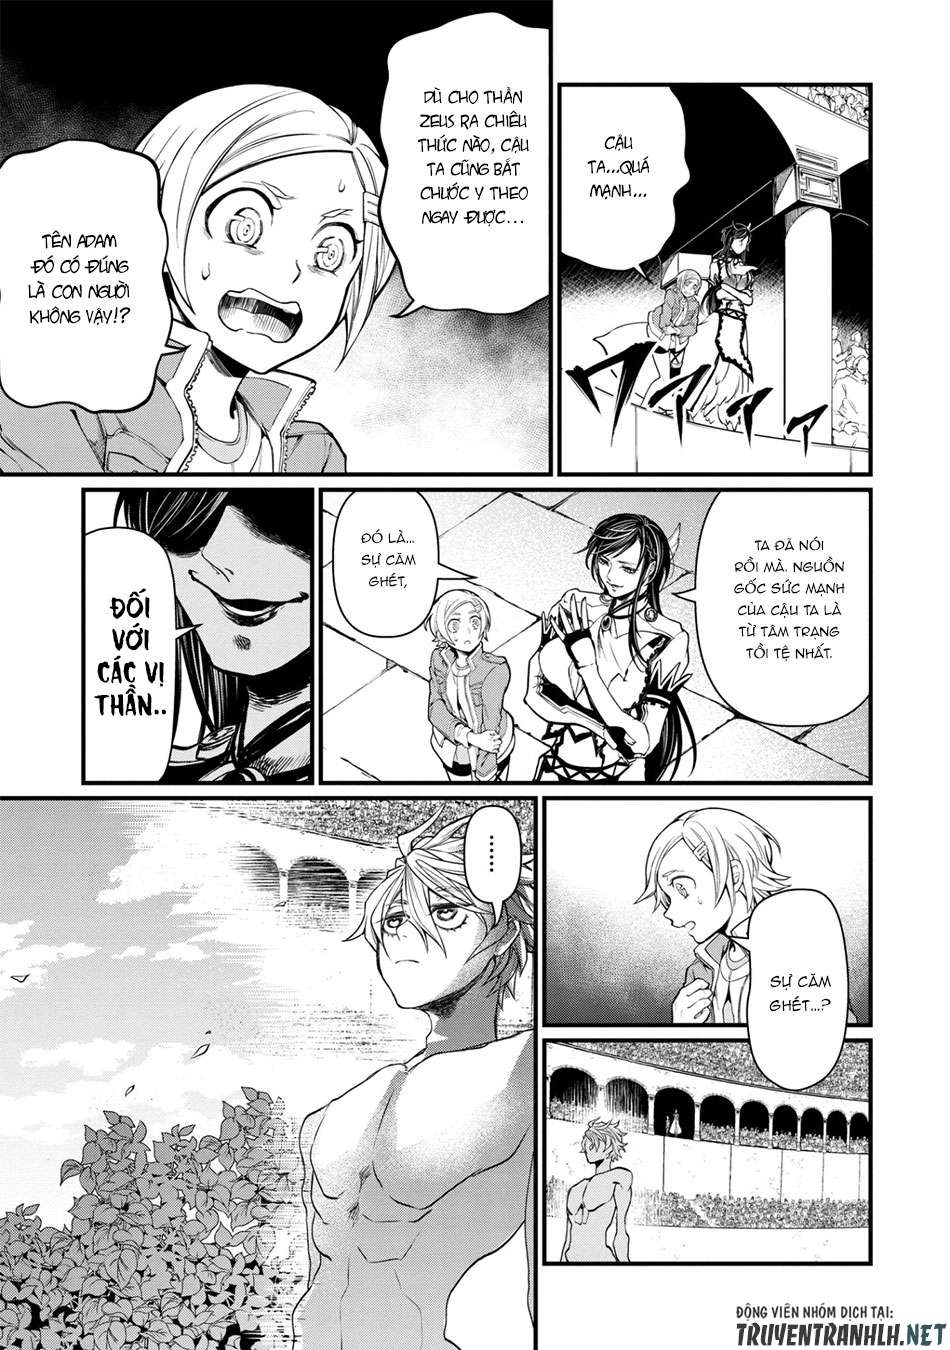 CẬU
TA...QUÁ
MẠNH...
DÙ CHO THẦN
ZEUS RA CHIÊU
THỨC NÀO, CẬU
TA CŨNG BẮT
CHƯỚC Y THEO
NGAY ĐƯỢC...
TÊN ADAM
ĐÓ CÓ ĐÚNG
LÀ CON NGƯỜI
KHÔNG VẬY!?
TA ĐÃ NÓI
RỒI MÀ. NGUỒN
GỐC SỨC MẠNH
CỦA CẬU TA LÀ
TỪ TÂM TRẠNG
TỒI TỆ NHẤT.
ĐÓ LÀ...
SỰ CĂM
GHÉT,
ĐỐI
VỚI
CÁC VỊ
THẦN..
SỰ CĂM
GHÉT...?
......
ĐỘNG VIÊN NHÓM DỊCH TẠI:
TRUYENTRANHLH.NET